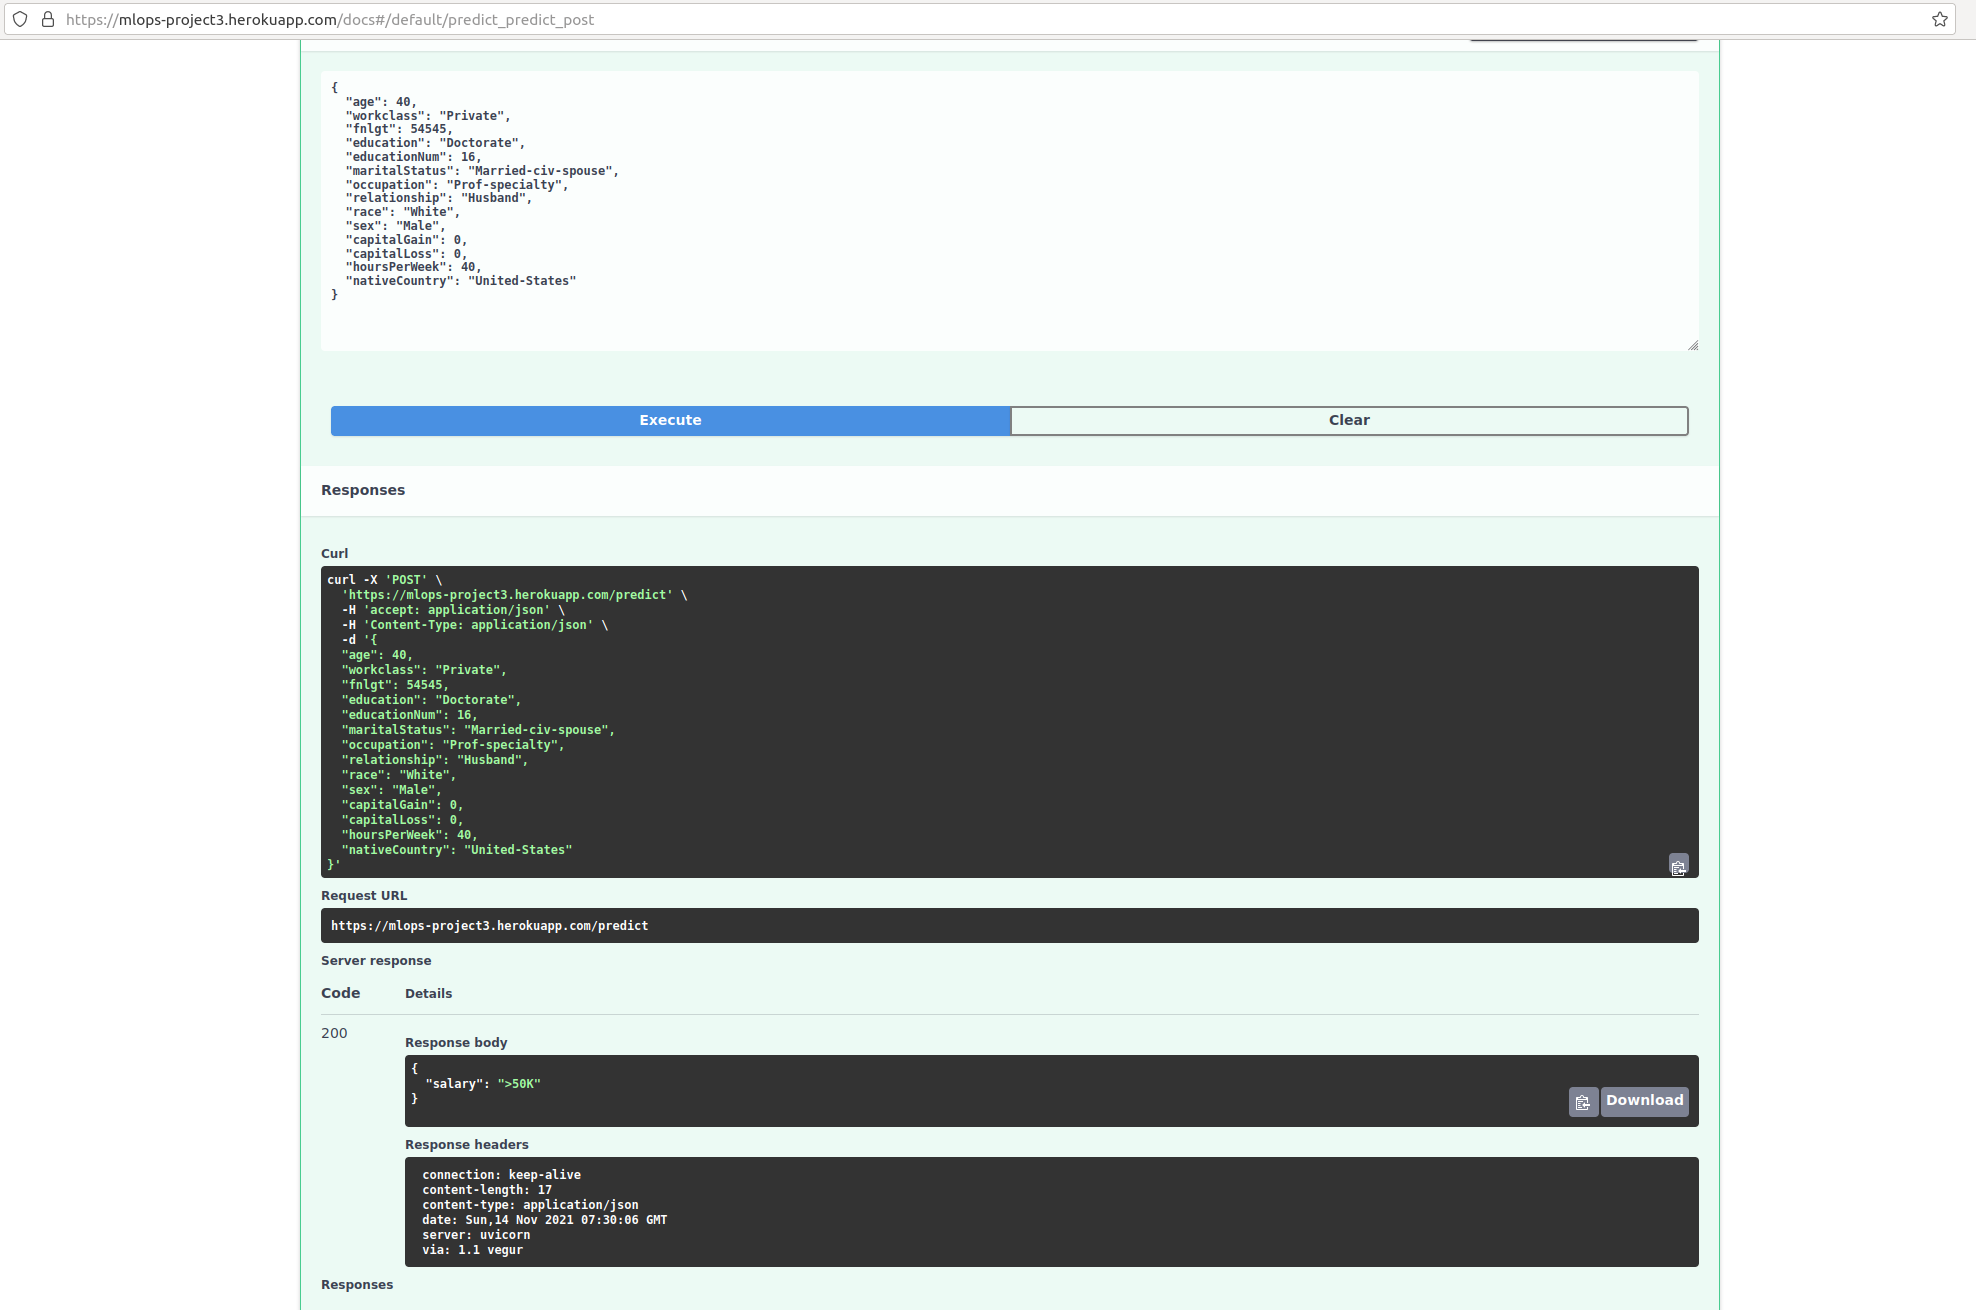 https://mlops-project3.herokuapp.com/docs#/default/predict_predict_post
{
  "age": 40,
  "workclass": "Private",
  "fnlgt": 54545,
  "education": "Doctorate",
  "educationNum": 16,
  "maritalStatus": "Married-civ-spouse",
  "occupation": "Prof-specialty",
  "relationship": "Husband",
  "race": "White",
  "sex": "Male",
  "capitalGain": 0,
  "capitalLoss": 0,
  "hoursPerWeek": 40,
  "nativeCountry": "United-States"
}
Execute Clear
Responses
Curl
curl -X 'POST' \
  'https://mlops-project3.herokuapp.com/predict' \
  -H 'accept: application/json' \
  -H 'Content-Type: application/json' \
  -d '{
  "age": 40,
  "workclass": "Private",
  "fnlgt": 54545,
  "education": "Doctorate",
  "educationNum": 16,
  "maritalStatus": "Married-civ-spouse",
  "occupation": "Prof-specialty",
  "relationship": "Husband",
  "race": "White",
  "sex": "Male",
  "capitalGain": 0,
  "capitalLoss": 0,
  "hoursPerWeek": 40,
  "nativeCountry": "United-States"
}'
Request URL
https://mlops-project3.herokuapp.com/predict
Server response
Code Details
200
Response body
{
  "salary": ">50K"
}
Download
Response headers
connection: keep-alive
content-length: 17
content-type: application/json
date: Sun,14 Nov 2021 07:30:06 GMT
server: uvicorn
via: 1.1 vegur
Responses